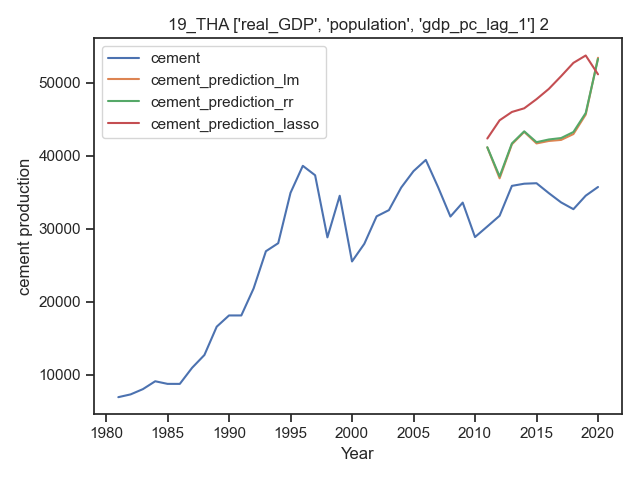 19_THA ['real_GDP', 'population', 'gdp_pc_lag_1'] 2
cement
cement_prediction_lm
cement_prediction_rr
cement_prediction_lasso
50000
40000
30000
20000
10000
cement production
1980 1985 1990 1995 2000 2005 2010 2015 2020
Year